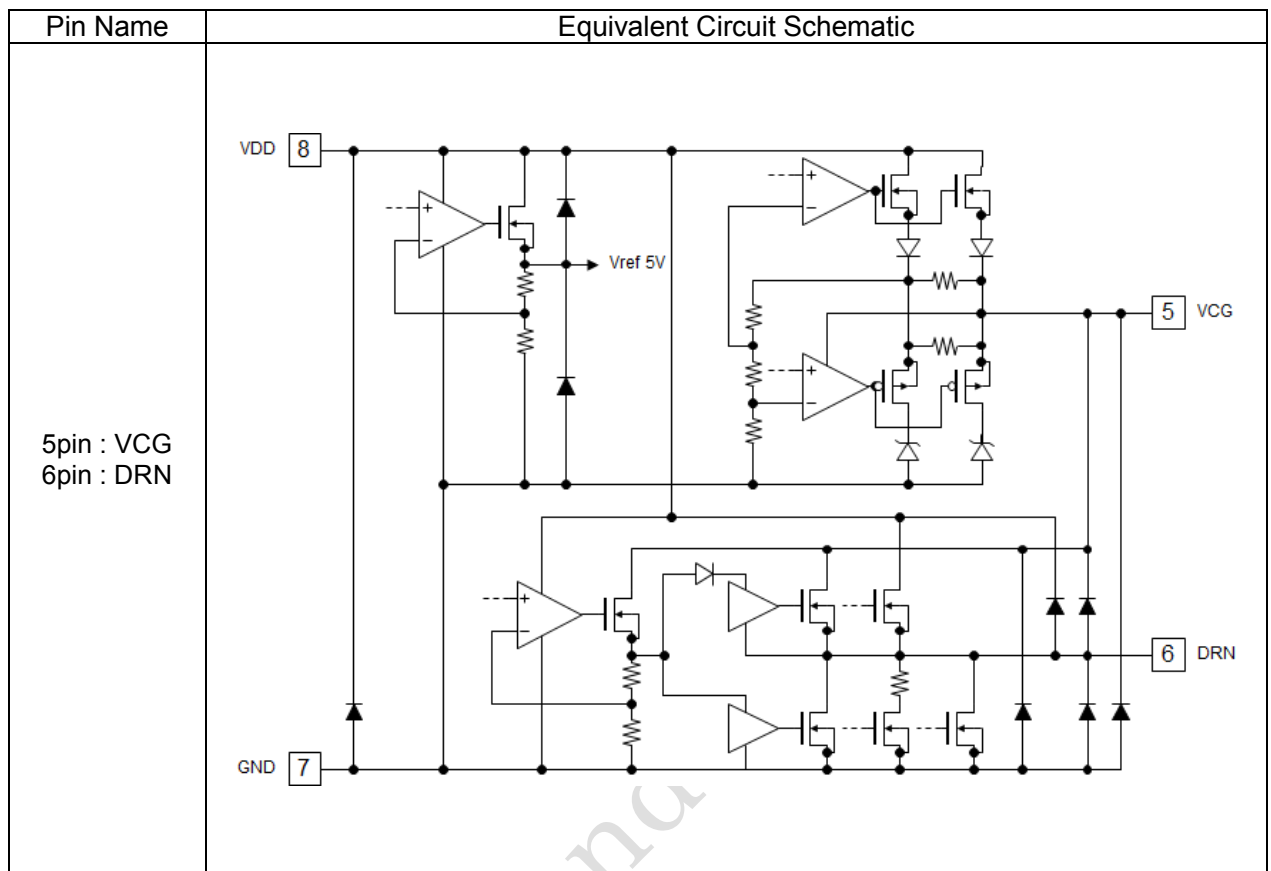 Pin Name
Equivalent Circuit Schematic
5pin : VCG
6pin : DRN
VDD 8
+
−
Vref 5V
+
−
+
−
5 VCG
+
−
6 DRN
GND 7